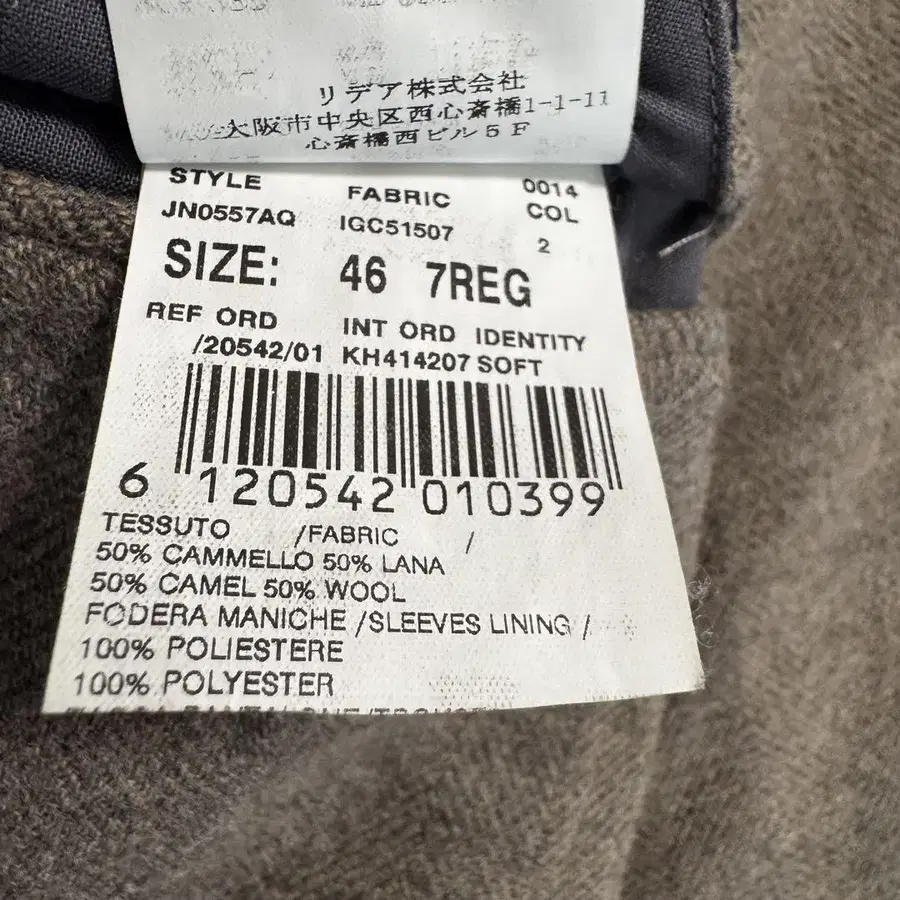 リデア株式会社
大阪市中央区西心斎橋1-1-11
心斎橋西ビル5F
STYLE FABRIC 0014
JN0557AQ IGC51507 COL
2
SIZE: 46 7REG
REF ORD INT ORD IDENTITY
/20542/01 KH414207 SOFT
6 120542 010399
TESSUTO /FABRIC /
50% CAMMELLO 50% LANA
50% CAMEL 50% WOOL
FODERA MANICHE /SLEEVES LINING /
100% POLIESTERE
100% POLYESTER